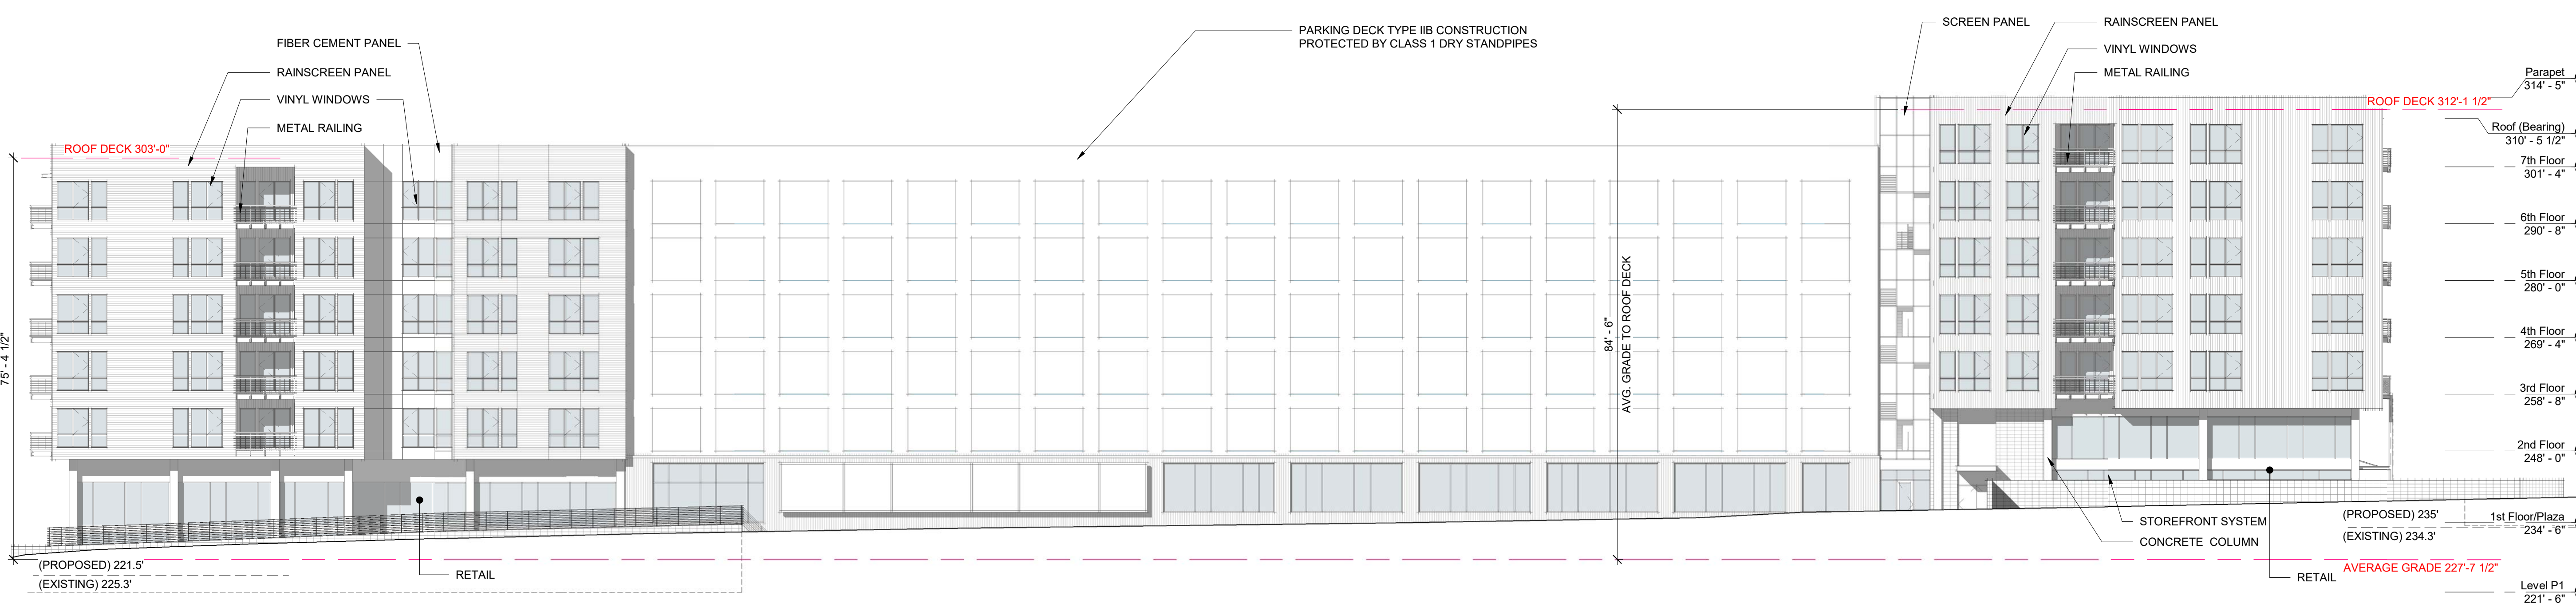 FIBER CEMENT PANEL
RAINSCREEN PANEL
VINYL WINDOWS
METAL RAILING
ROOF DECK 303'-0"
75' - 4 1/2"
PARKING DECK TYPE IIB CONSTRUCTION
PROTECTED BY CLASS 1 DRY STANDPIPES
84' - 6"
AVG. GRADE TO ROOF DECK
SCREEN PANEL
RAINSCREEN PANEL
VINYL WINDOWS
METAL RAILING
ROOF DECK 312'-1 1/2"
Parapet
314' - 5"
Roof (Bearing)
310' - 5 1/2"
7th Floor
301' - 4"
6th Floor
290' - 8"
5th Floor
280' - 0"
4th Floor
269' - 4"
3rd Floor
258' - 8"
2nd Floor
248' - 0"
1st Floor/Plaza
234' - 6"
Level P1
221' - 6"
(PROPOSED) 221.5'
(EXISTING) 225.3'
RETAIL
STOREFRONT SYSTEM
CONCRETE COLUMN
(PROPOSED) 235'
(EXISTING) 234.3'
AVERAGE GRADE 227'-7 1/2"
RETAIL